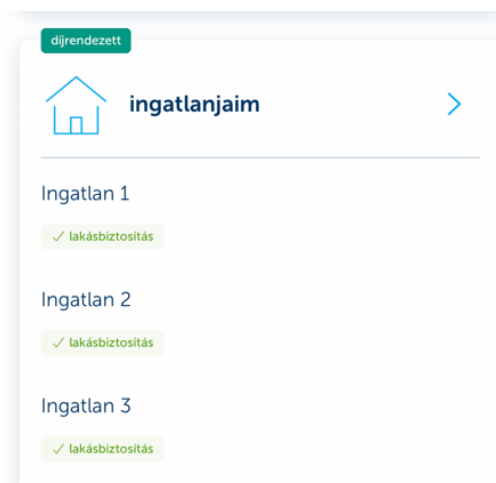 díjrendezett
ingatlanjaim
Ingatlan 1
lakásbiztosítás
Ingatlan 2
lakásbiztosítás
Ingatlan 3
lakásbiztosítás